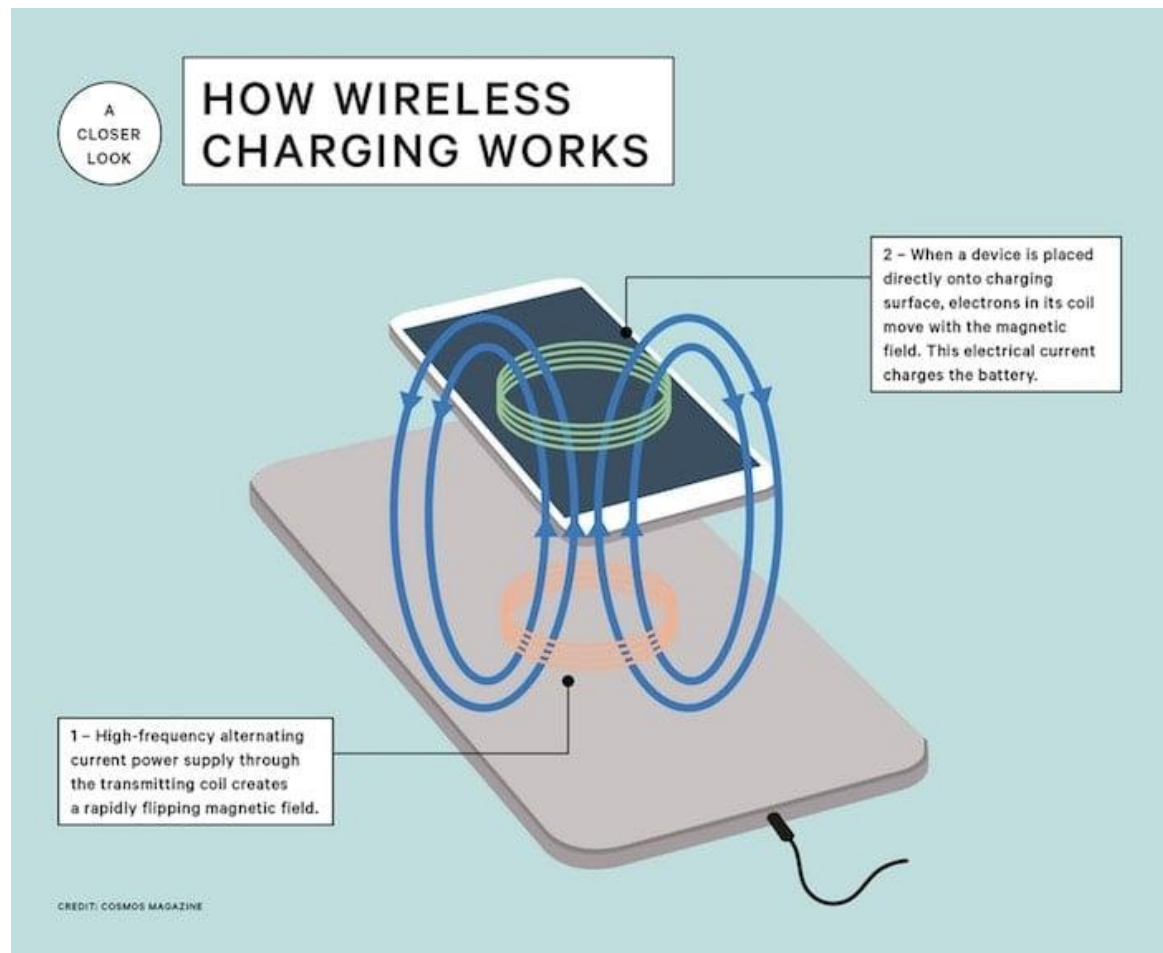 A
CLOSER
LOOK
HOW WIRELESS
CHARGING WORKS
2 – When a device is placed
directly onto charging
surface, electrons in its coil
move with the magnetic
field. This electrical current
charges the battery.
1 – High-frequency alternating
current power supply through
the transmitting coil creates
a rapidly flipping magnetic field.
CREDIT: COSMOS MAGAZINE